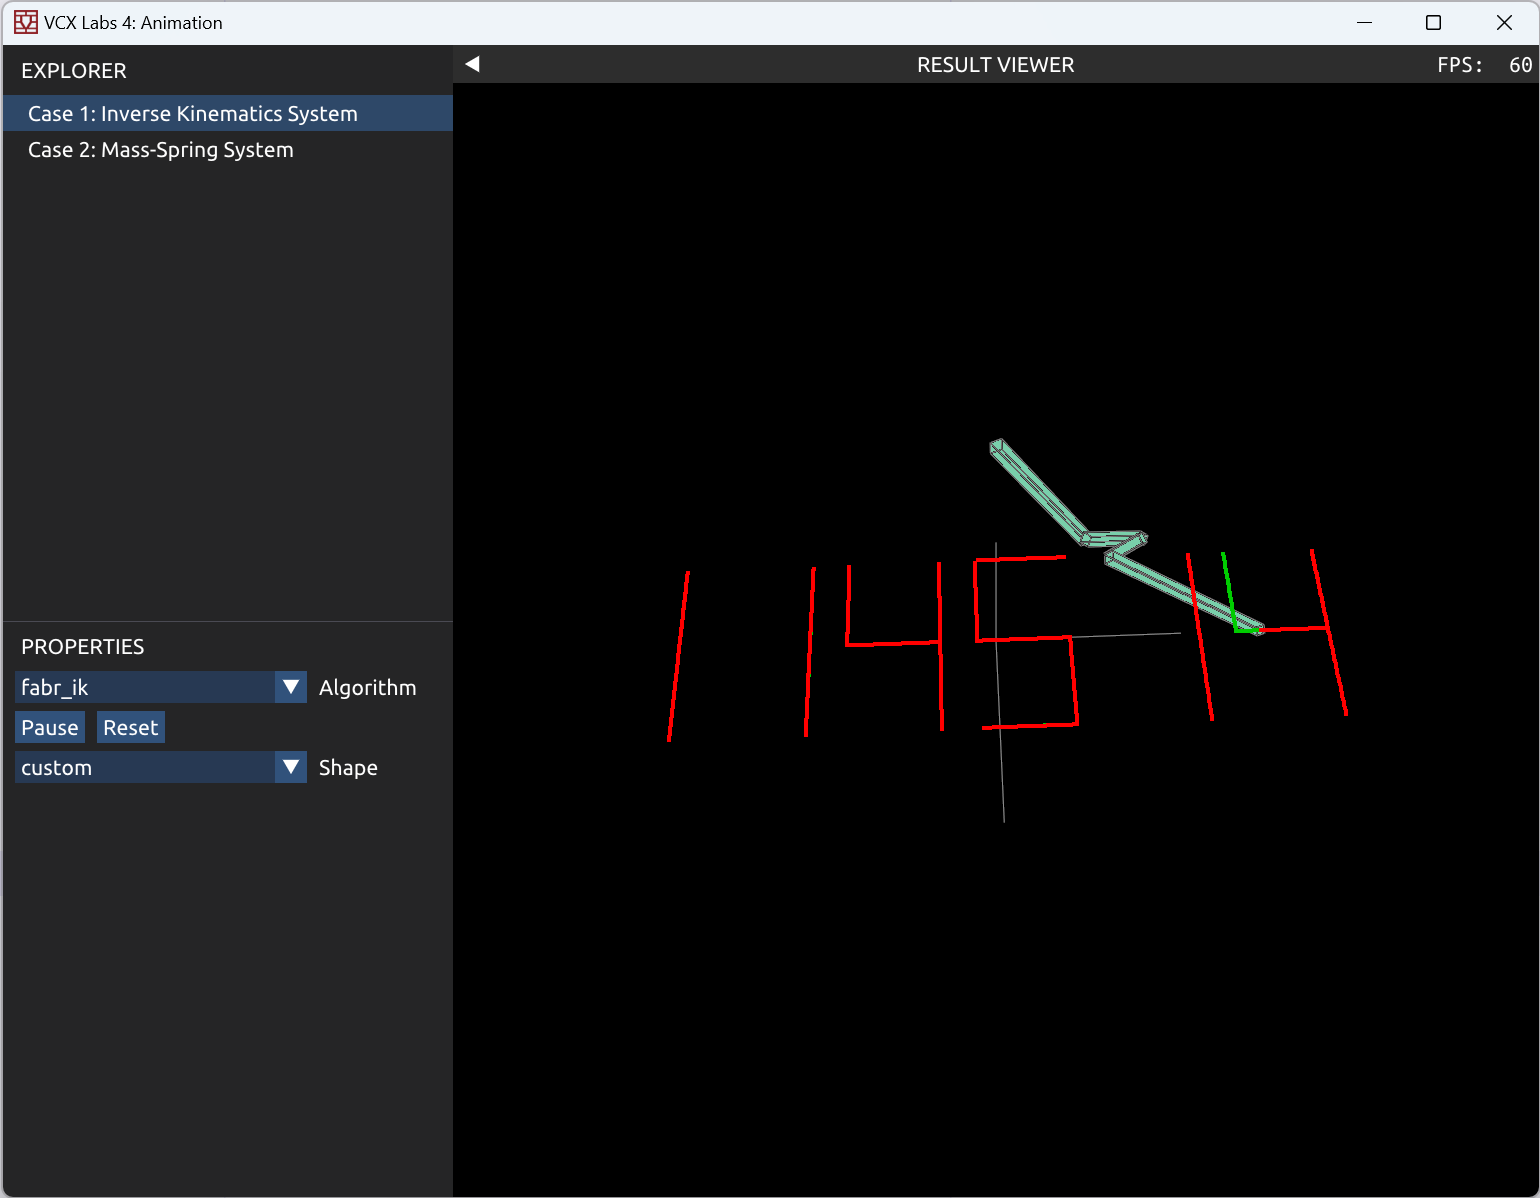 VCX Labs 4: Animation
EXPLORER
Case 1: Inverse Kinematics System
Case 2: Mass-Spring System
PROPERTIES
fabr_ik Algorithm
Pause Reset
custom Shape
RESULT VIEWER FPS: 60
114514